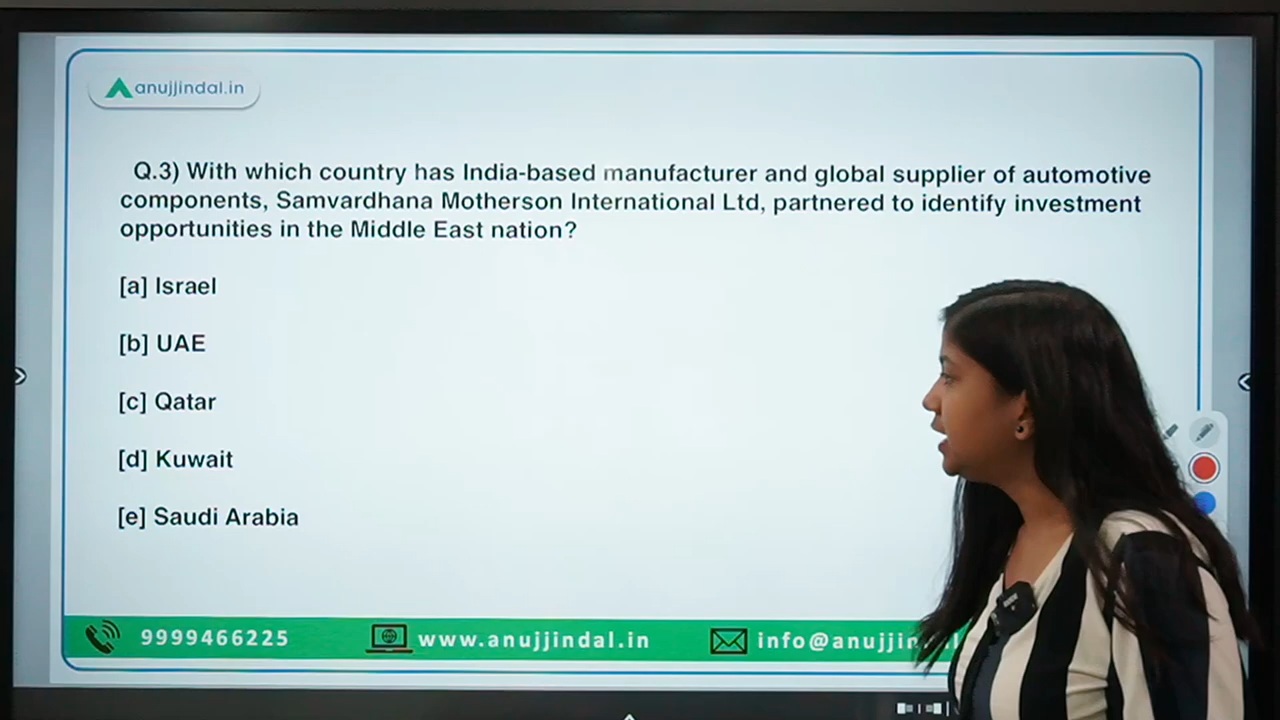 anujjindal.in
Q.3) With which country has India-based manufacturer and global supplier of automotive
components, Samvardhana Motherson International Ltd, partnered to identify investment
opportunities in the Middle East nation?
[a] Israel
[b] UAE
[c] Qatar
[d] Kuwait
[e] Saudi Arabia
9999466225 www.anujjindal.in